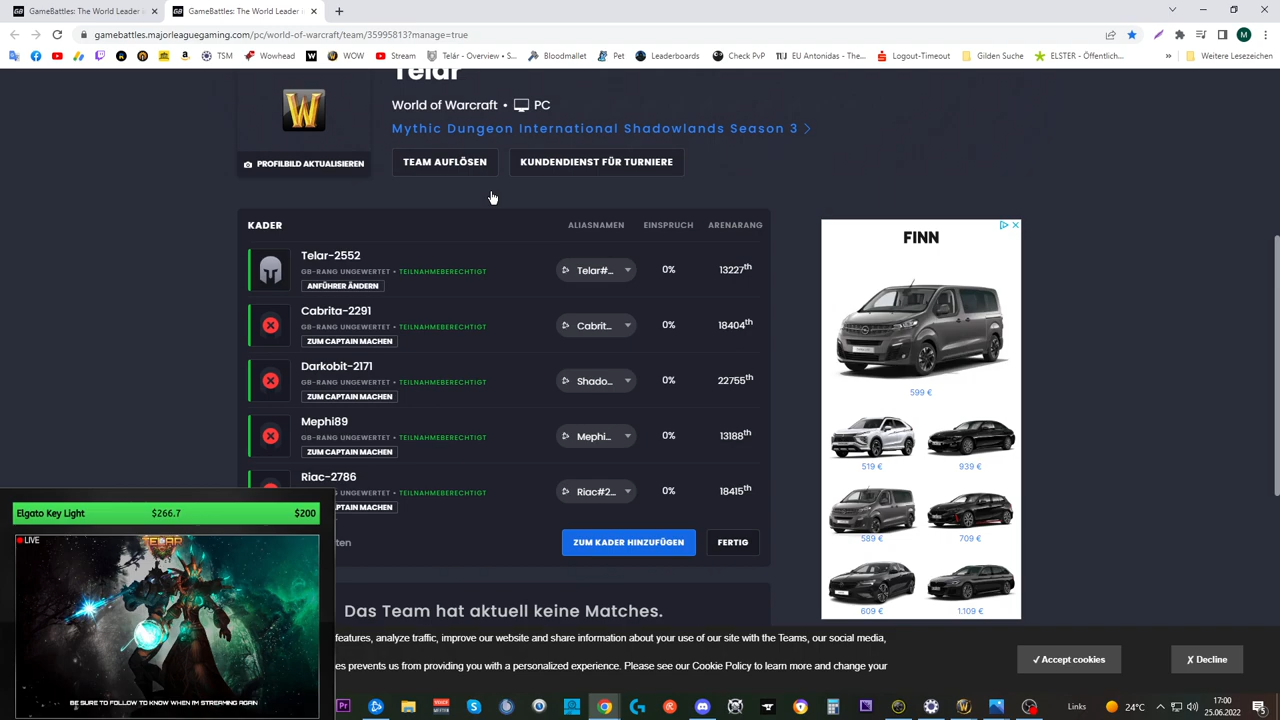 GameBattles: The World Leader i
GameBattles: The World Leader in
gamebattles.majorleaguegaming.com/pc/world-of-warcraft/team/35995813?manage=true
TSM
Wowhead
WOW
Stream
Telár - Overview • S...
Bloodmallet
Pet
Leaderboards
Check PvP
EU Antonidas - The...
Logout-Timeout
Gilden Suche
ELSTER - Öffentlich...
Weitere Lesezeichen
Telar
World of Warcraft • PC
Mythic Dungeon International Shadowlands Season 3
PROFILBILD AKTUALISIEREN
TEAM AUFLÖSEN
KUNDENDIENST FÜR TURNIERE
KADER ALIASNAMEN EINSPRUCH ARENARANG
Telar-2552
GB-RANG UNGEWERTET • TEILNAHMEBERECHTIGT
ANFÜHRER ÄNDERN
Telar#... 0% 13227th
Cabrita-2291
GB-RANG UNGEWERTET • TEILNAHMEBERECHTIGT
ZUM CAPTAIN MACHEN
Cabrit... 0% 18404th
Darkobit-2171
GB-RANG UNGEWERTET • TEILNAHMEBERECHTIGT
ZUM CAPTAIN MACHEN
Shado... 0% 22755th
Mephi89
GB-RANG UNGEWERTET • TEILNAHMEBERECHTIGT
ZUM CAPTAIN MACHEN
Mephi... 0% 13188th
Riac-2786
GB-RANG UNGEWERTET • TEILNAHMEBERECHTIGT
PTAIN MACHEN
Riac#2... 0% 18415th
ten
ZUM KADER HINZUFÜGEN
FERTIG
Das Team hat aktuell keine Matches.
FINN
599 €
519 € 939 €
589 € 709 €
609 € 1.109 €
features, analyze traffic, improve our website and share information about your use of our site with the Teams, our social media,
es prevents us from providing you with a personalized experience. Please see our Cookie Policy to learn more and change your
✓ Accept cookies
✗ Decline
Elgato Key Light $266.7 $200
LIVE
TELAR
BE SURE TO FOLLOW TO KNOW WHEN I'M STREAMING AGAIN
Links
24°C
17:00
25.06.2022